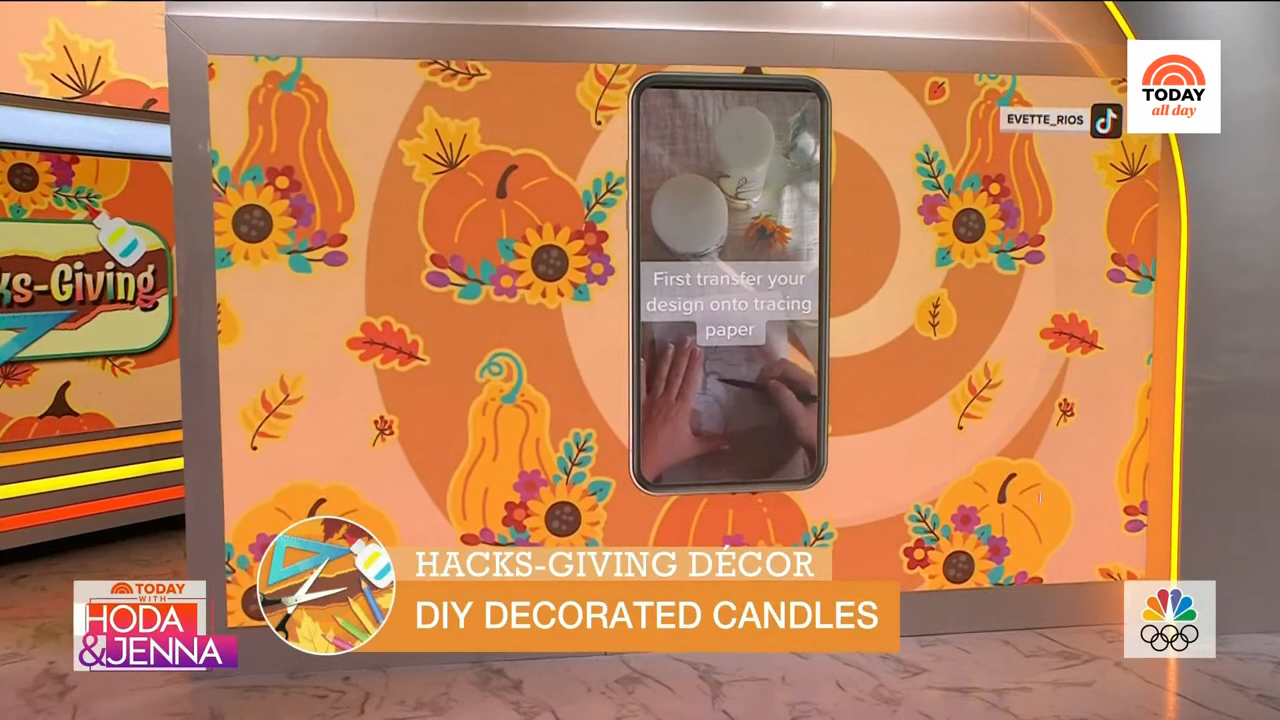 TODAY
all day
EVETTE_RIOS
ks-Giving
First transfer your
design onto tracing
paper
HACKS-GIVING DÉCOR
DIY DECORATED CANDLES
TODAY
WITH
HODA
&JENNA